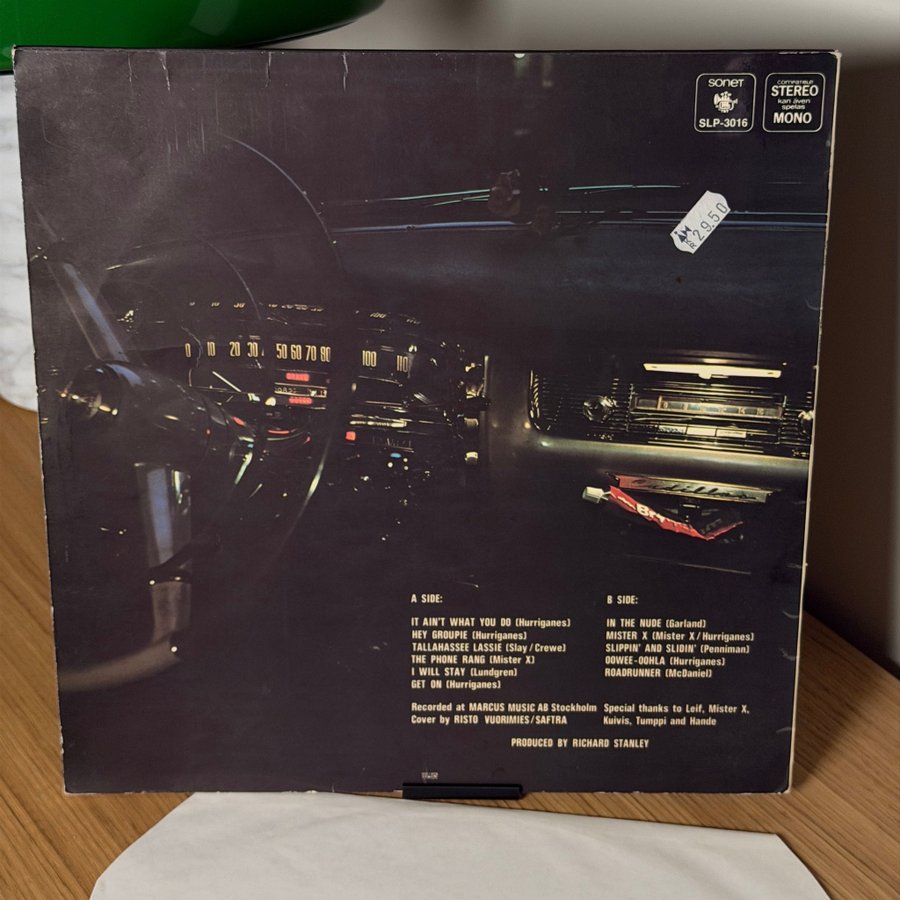 SONET
SLP-3016
COMPATIBLE
STEREO
kan även
spelas
MONO
KR 29.50
0 10 20 30 50 60 70 80 100 110
Cadillac
A SIDE:
IT AIN'T WHAT YOU DO (Hurriganes)
HEY GROUPIE (Hurriganes)
TALLAHASSEE LASSIE (Slay/Crewe)
THE PHONE RANG (Mister X)
I WILL STAY (Lundgren)
GET ON (Hurriganes)
B SIDE:
IN THE NUDE (Garland)
MISTER X (Mister X/Hurriganes)
SLIPPIN' AND SLIDIN' (Penniman)
OOWEE-OOHLA (Hurriganes)
ROADRUNNER (McDaniel)
Recorded at MARCUS MUSIC AB Stockholm
Cover by RISTO VUORIMIES/SAFTRA
Special thanks to Leif, Mister X,
Kuivis, Tumppi and Hande
PRODUCED BY RICHARD STANLEY